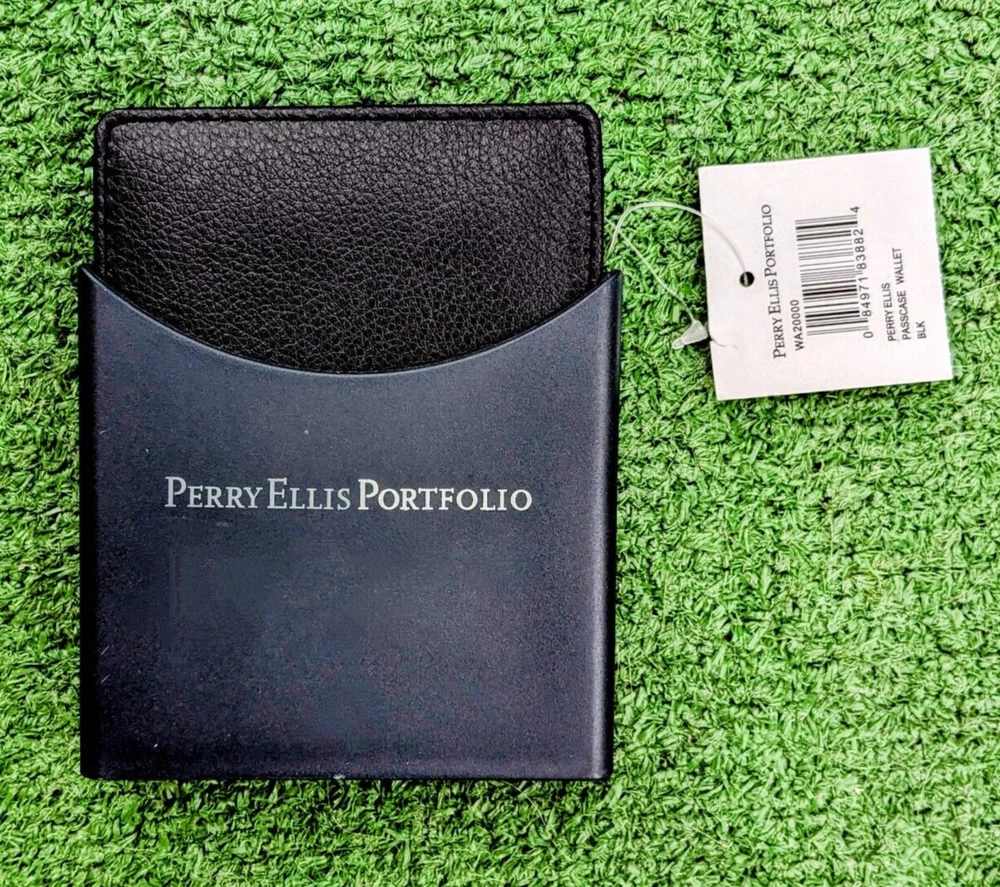 PERRY ELLIS PORTFOLIO
PERRY ELLIS PORTFOLIO
WA20000
0 84971 83882 4
PERRY ELLIS
PASSCASE WALLET
BLK